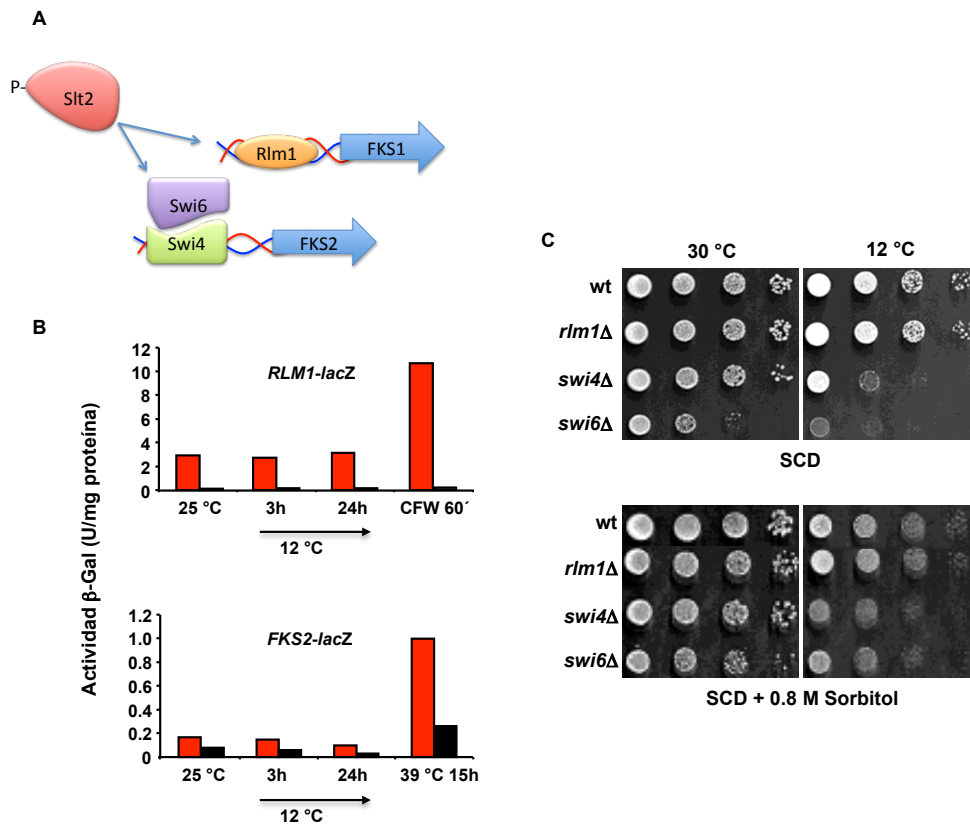 A
P-
Slt2
Rlm1
FKS1
Swi6
Swi4
FKS2
B
Actividad β-Gal (U/mg proteína)
RLM1-lacZ
12
10
8
6
4
2
0
25 °C
3h
24h
CFW 60´
12 °C
FKS2-lacZ
1.2
1.0
0.8
0.6
0.4
0.2
0
25 °C
3h
24h
39 °C 15h
12 °C
C
30 °C
12 °C
wt
rlm1Δ
swi4Δ
swi6Δ
SCD
wt
rlm1Δ
swi4Δ
swi6Δ
SCD + 0.8 M Sorbitol